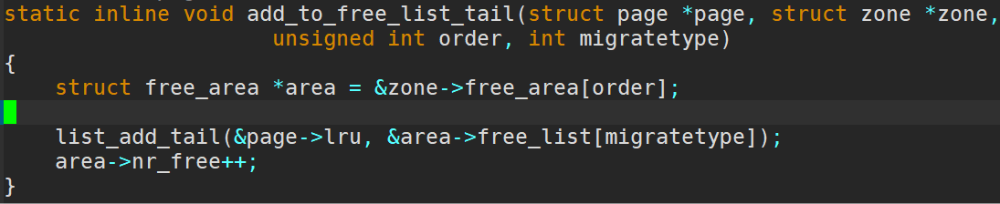 static inline void add_to_free_list_tail(struct page *page, struct zone *zone,
                     unsigned int order, int migratetype)
{
    struct free_area *area = &zone->free_area[order];

    list_add_tail(&page->lru, &area->free_list[migratetype]);
    area->nr_free++;
}